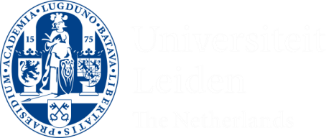 ACADEMIA • LUGDUNO • BATAVA • LIBERTATIS • PRAESIDIUM •
15 75
Universiteit
Leiden
The Netherlands